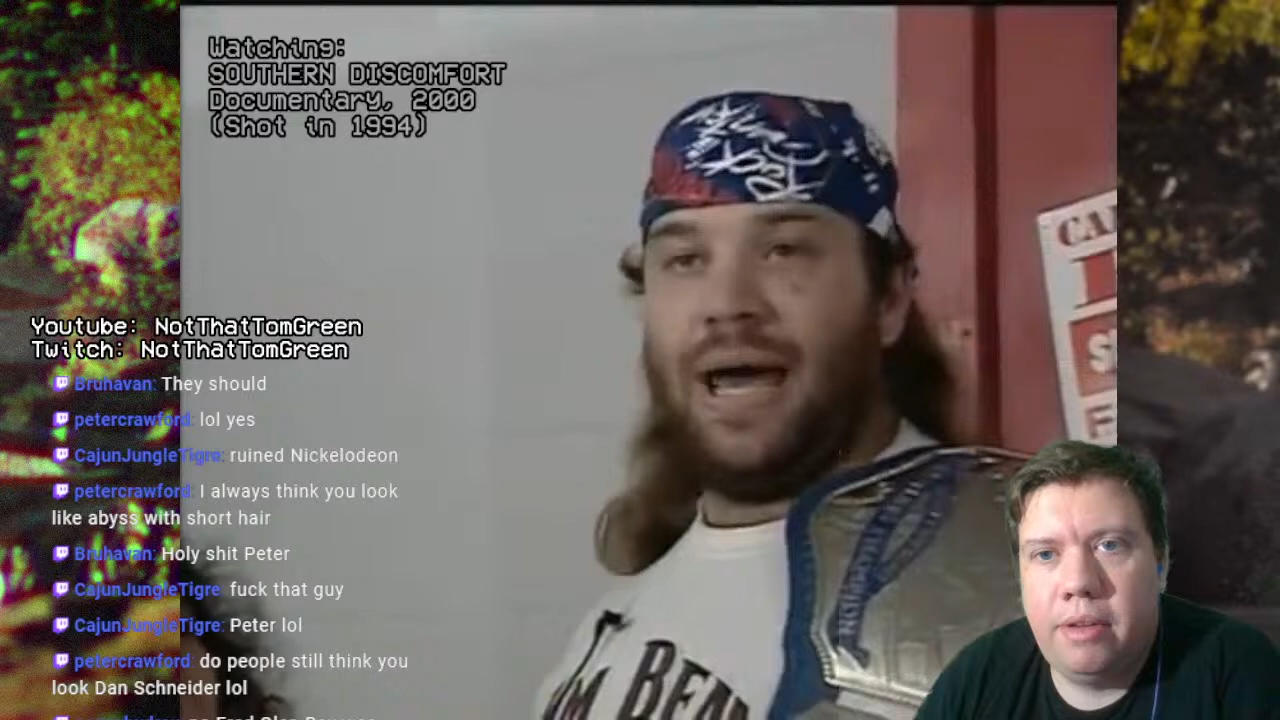 Watching:
SOUTHERN DISCOMFORT
Documentary, 2000
(Shot in 1994)
Youtube: NotThatTomGreen
Twitch: NotThatTomGreen
Bruhavan: They should
petercrawford: lol yes
CajunJungleTigre: ruined Nickelodeon
petercrawford: I always think you look
like abyss with short hair
Bruhavan: Holy shit Peter
CajunJungleTigre: fuck that guy
CajunJungleTigre: Peter lol
petercrawford: do people still think you
look Dan Schneider lol